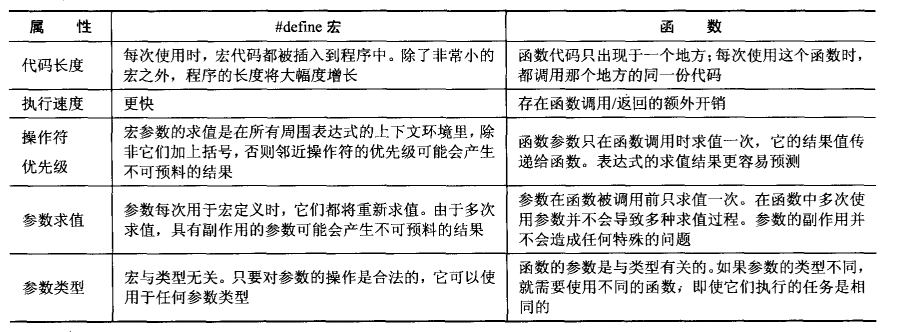 属 性 #define 宏 函 数
代码长度
每次使用时，宏代码都被插入到程序中。除了非常小的
宏之外，程序的长度将大幅度增长
函数代码只出现于一个地方；每次使用这个函数时，
都调用那个地方的同一份代码
执行速度
更快
存在函数调用/返回的额外开销
操作符
优先级
宏参数的求值是在所有周围表达式的上下文环境里，除
非它们加上括号，否则邻近操作符的优先级可能会产生
不可预料的结果
函数参数只在函数调用时求值一次，它的结果值传
递给函数。表达式的求值结果更容易预测
参数求值
参数每次用于宏定义时，它们都将重新求值。由于多次
求值，具有副作用的参数可能会产生不可预料的结果
参数在函数被调用前只求值一次。在函数中多次使
用参数并不会导致多种求值过程。参数的副作用并
不会造成任何特殊的问题
参数类型
宏与类型无关。只要对参数的操作是合法的，它可以使
用于任何参数类型
函数的参数是与类型有关的。如果参数的类型不同，
就需要使用不同的函数，即使它们执行的任务是相
同的